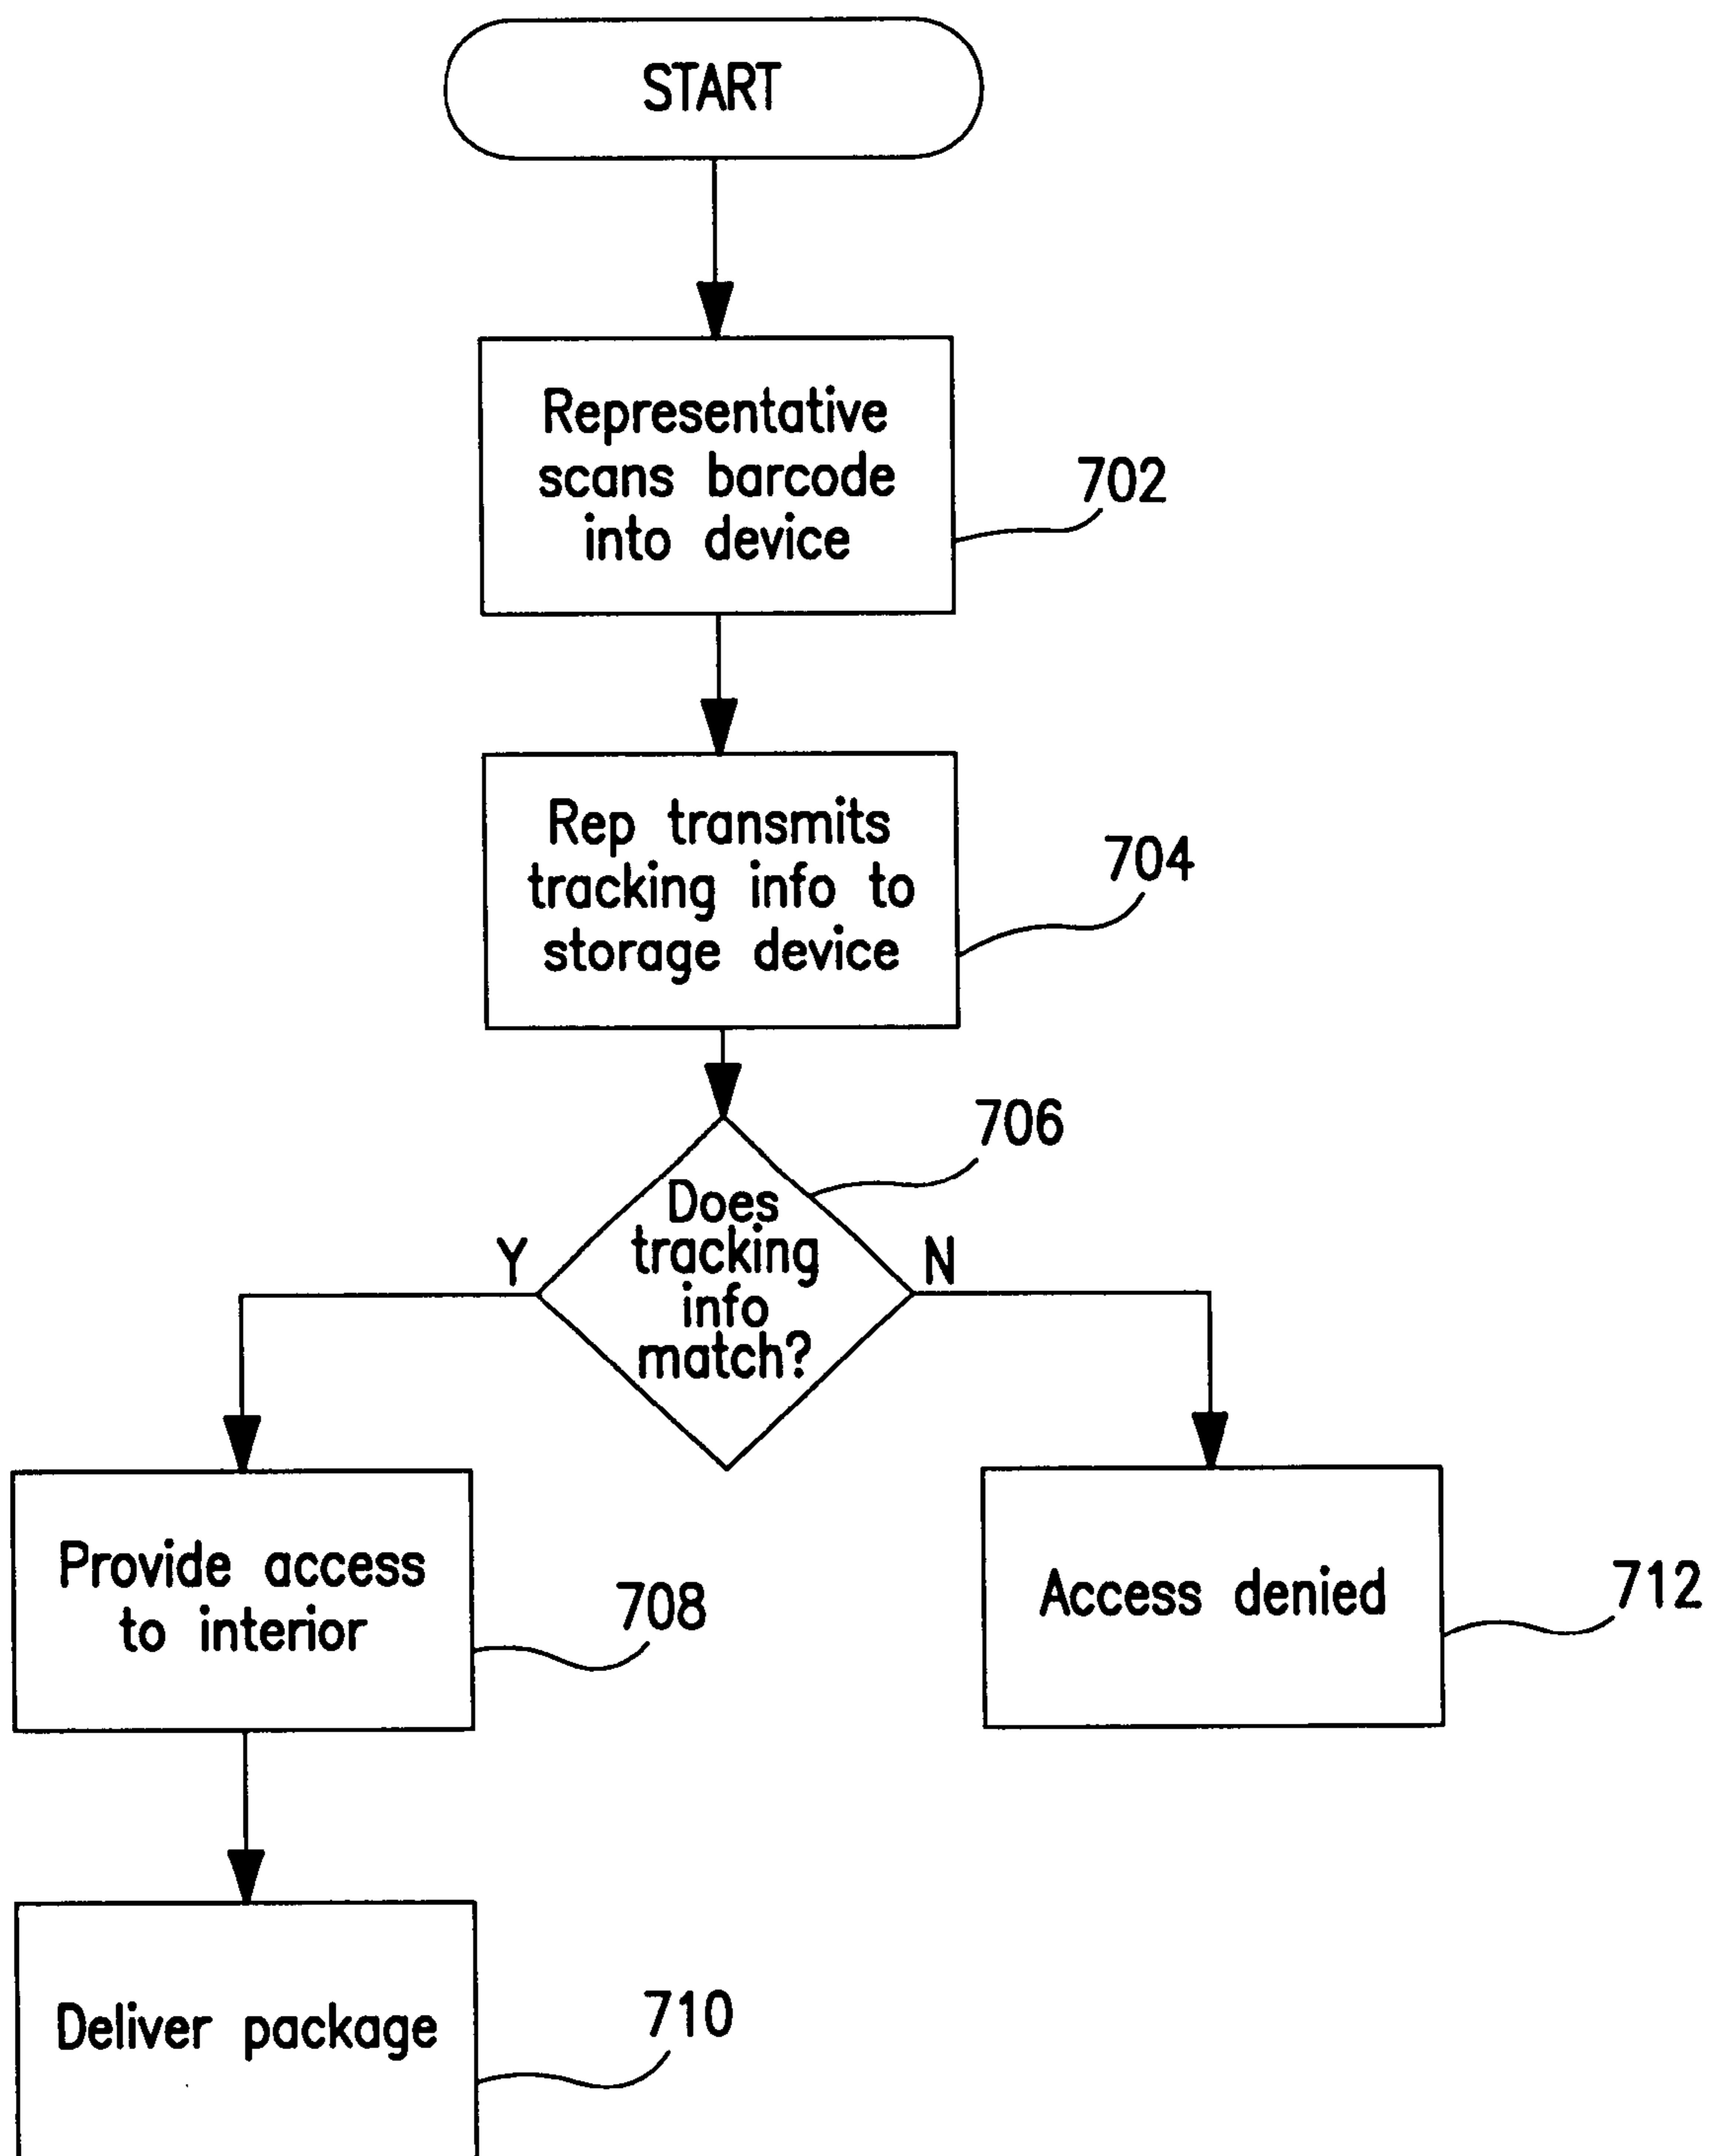 START
Representative
scans barcode
into device
702
Rep transmits
tracking info to
storage device
704
706
Does
tracking
info
match?
Y
N
Provide access
to interior
708
Access denied
712
Deliver package
710